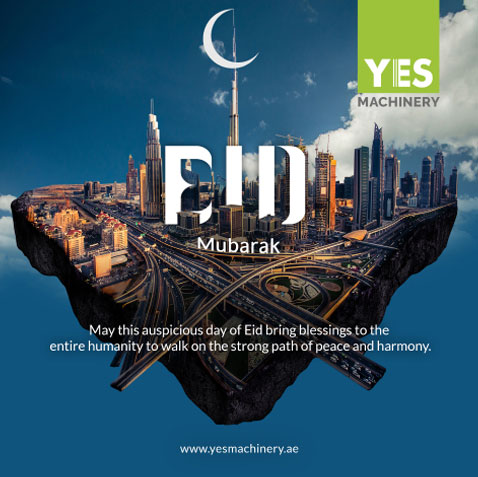 YES
MACHINERY
EID
Mubarak
May this auspicious day of Eid bring blessings to the
entire humanity to walk on the strong path of peace and harmony.
www.yesmachinery.ae